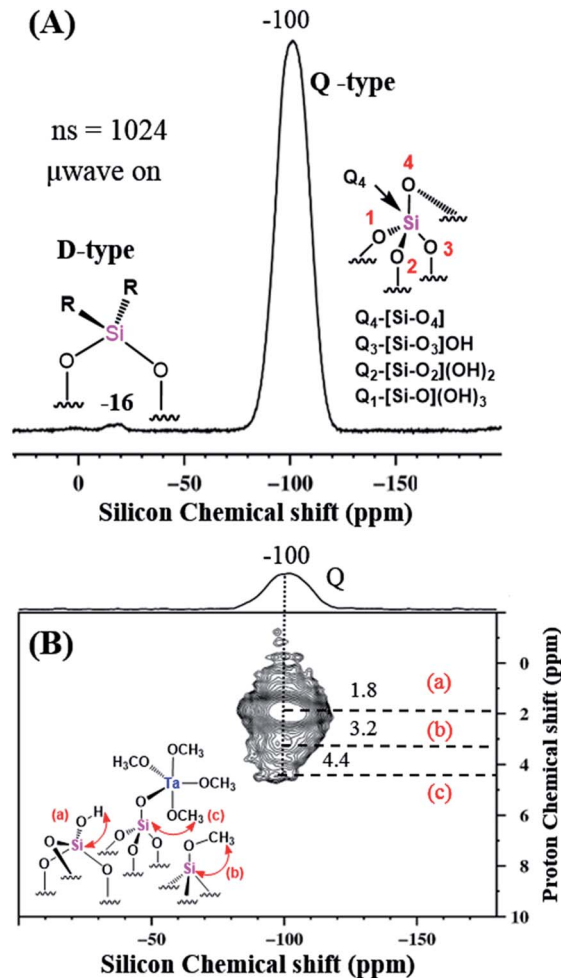 (A)
-100
Q -type
ns = 1024
μwave on
4
O
Q₄
Si
1
O
O
3
O
2
D-type
R
R
Si
O
O
-16
Q₄-[Si-O₄]
Q₃-[Si-O₃]OH
Q₂-[Si-O₂](OH)₂
Q₁-[Si-O](OH)₃
0 −50 −100 −150
Silicon Chemical shift (ppm)
-100
Q
(B)
0
1.8
(a)
2
3.2
(b)
4
4.4
(c)
6
8
10
Proton Chemical shift (ppm)
OCH₃
H₃CO
Ta
OCH₃
OCH₃
O
(a)
O H
Si
O
O
O
Si
(c)
O
O
O
O CH₃
Si
(b)
−50 −100 −150
Silicon Chemical shift (ppm)